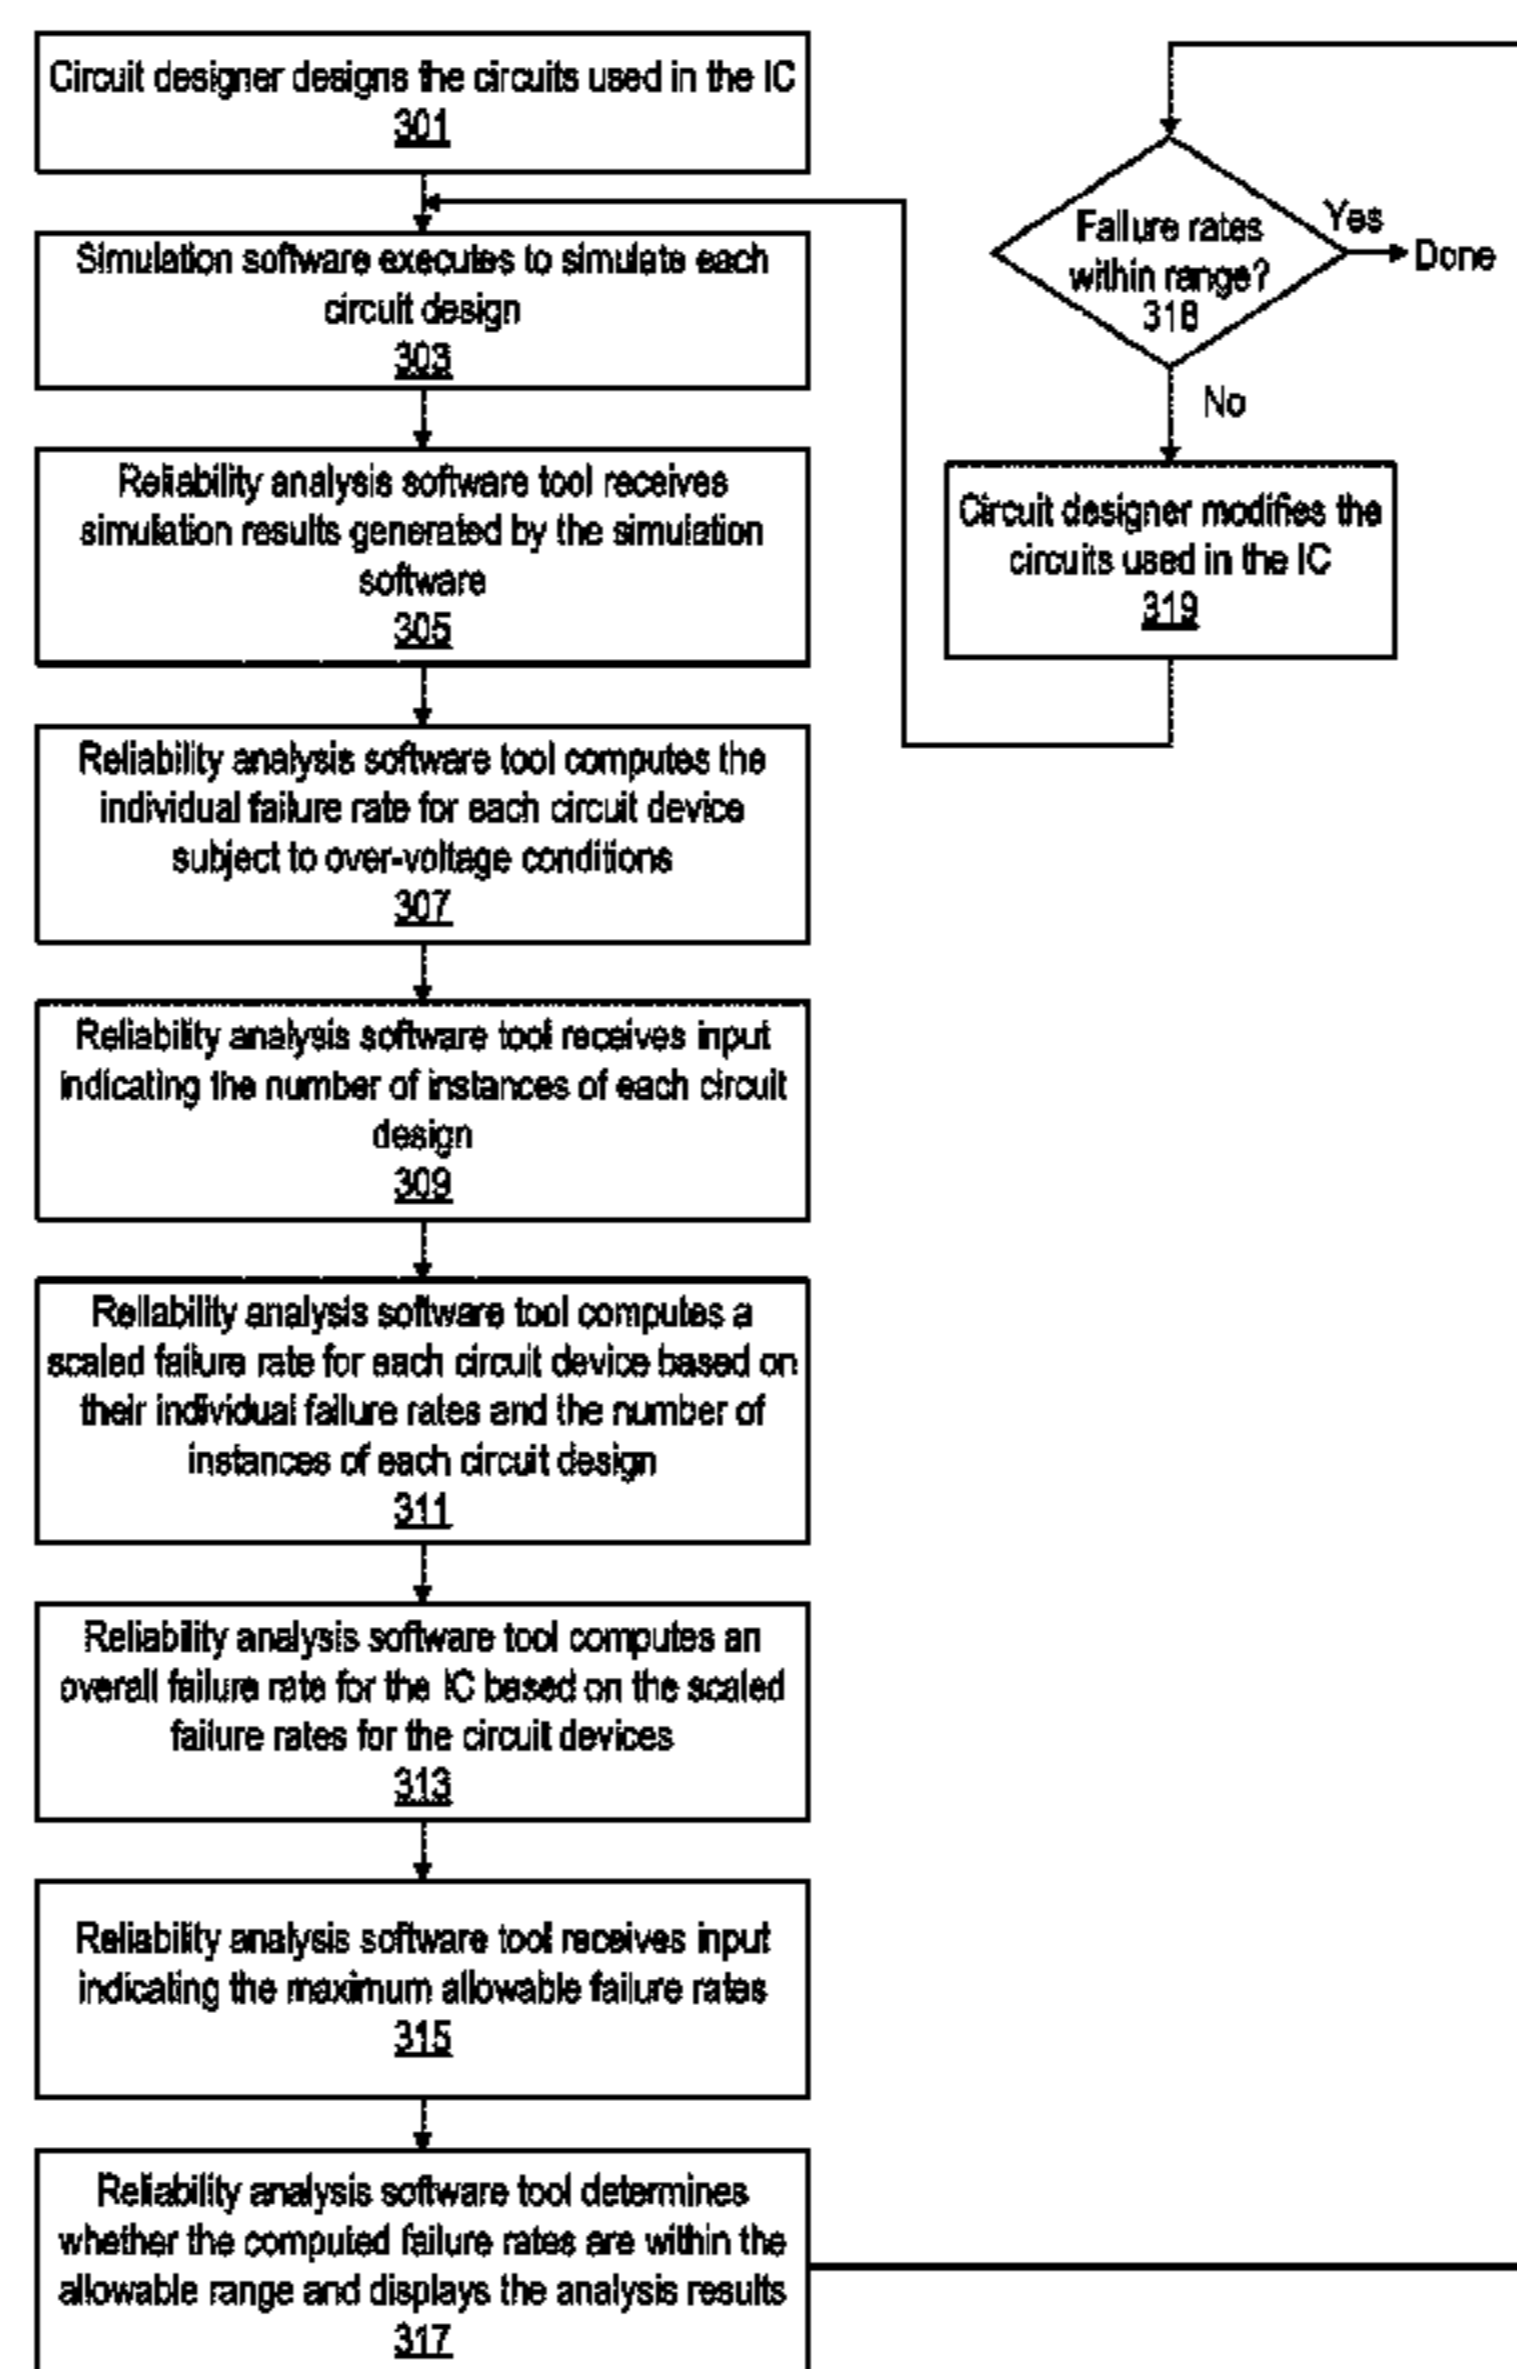 Circuit designer designs the circuits used in the IC
301
Simulation software executes to simulate each
circuit design
303
Reliability analysis software tool receives
simulation results generated by the simulation
software
305
Reliability analysis software tool computes the
individual failure rate for each circuit device
subject to over-voltage conditions
307
Reliability analysis software tool receives input
indicating the number of instances of each circuit
design
309
Reliability analysis software tool computes a
scaled failure rate for each circuit device based on
their individual failure rates and the number of
instances of each circuit design
311
Reliability analysis software tool computes an
overall failure rate for the IC based on the scaled
failure rates for the circuit devices
313
Reliability analysis software tool receives input
indicating the maximum allowable failure rates
315
Reliability analysis software tool determines
whether the computed failure rates are within the
allowable range and displays the analysis results
317
Failure rates
within range?
318
Yes
Done
No
Circuit designer modifies the
circuits used in the IC
319